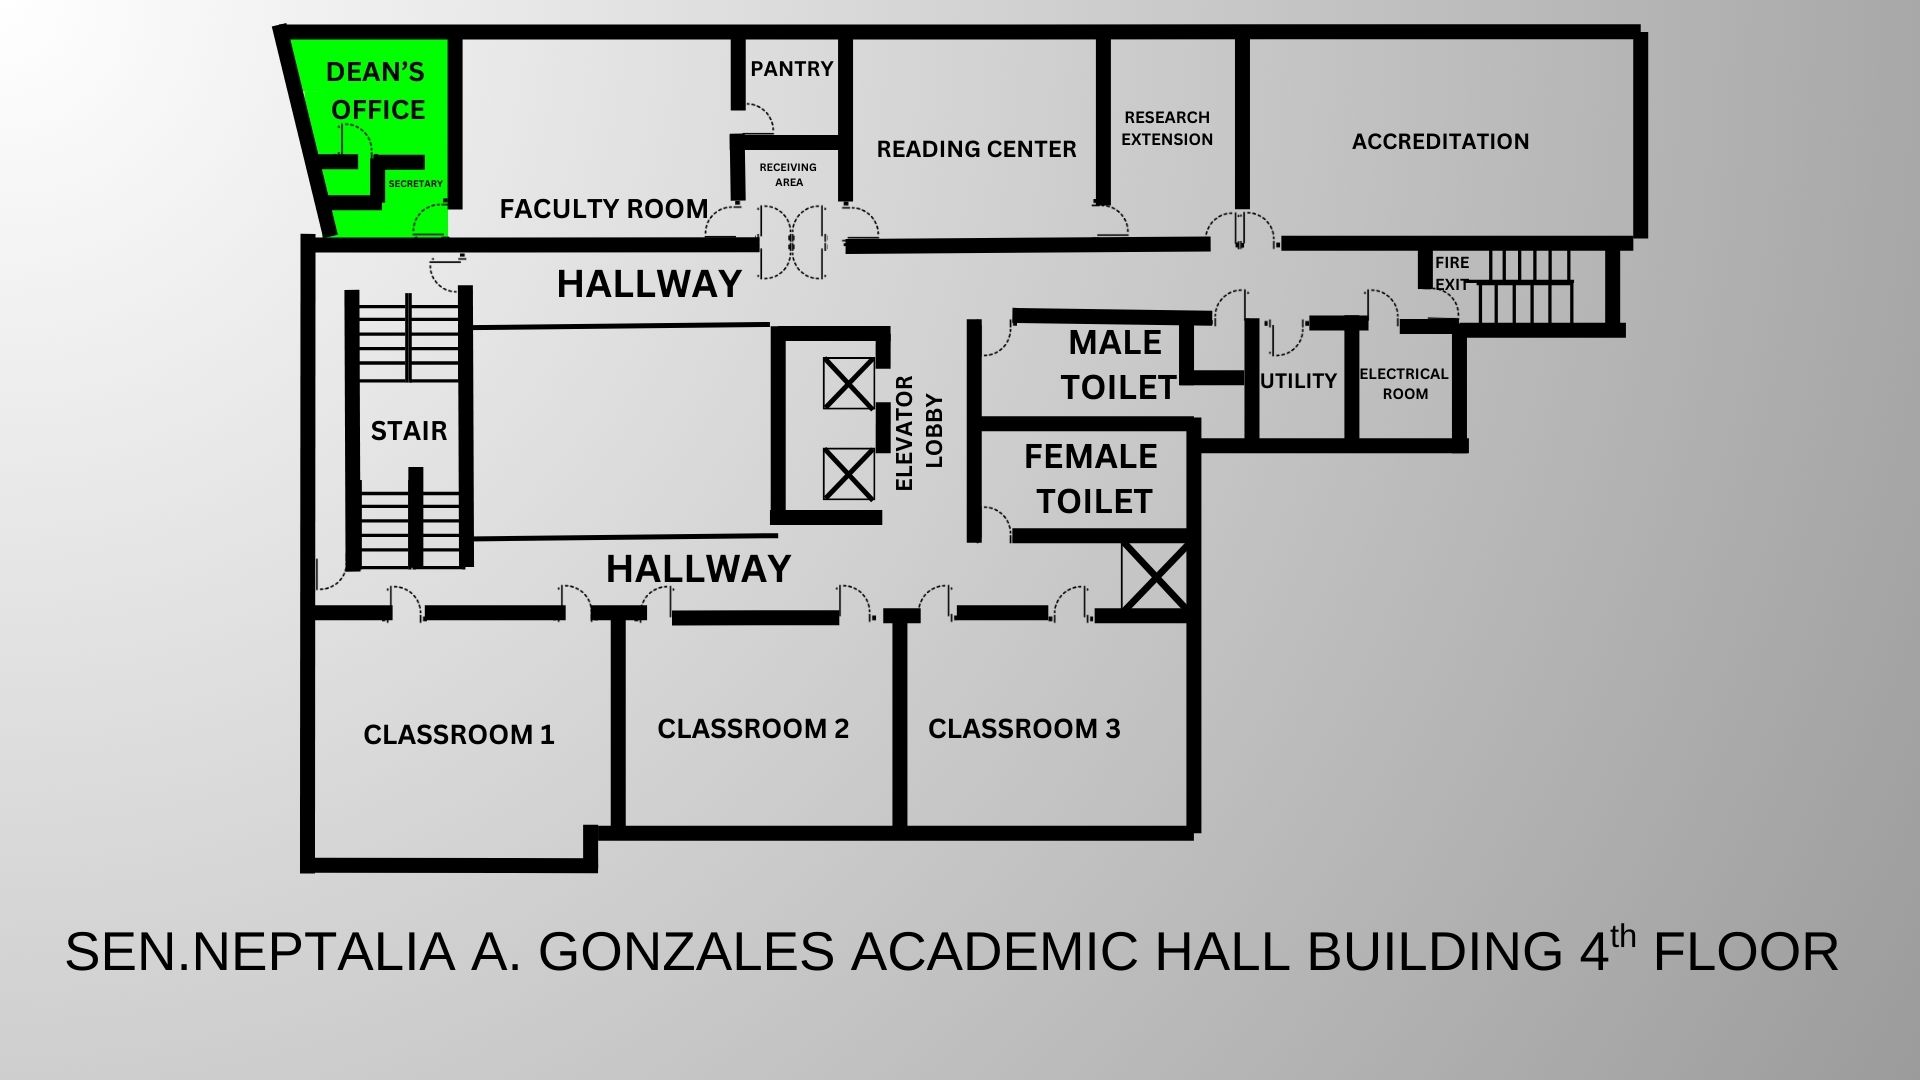 DEAN'S
OFFICE
SECRETARY
FACULTY ROOM
PANTRY
RECEIVING
AREA
READING CENTER
RESEARCH
EXTENSION
ACCREDITATION
HALLWAY
FIRE
EXIT
STAIR
ELEVATOR
LOBBY
MALE
TOILET
FEMALE
TOILET
UTILITY
ELECTRICAL
ROOM
HALLWAY
CLASSROOM 1
CLASSROOM 2
CLASSROOM 3
SEN.NEPTALIA A. GONZALES ACADEMIC HALL BUILDING 4th FLOOR